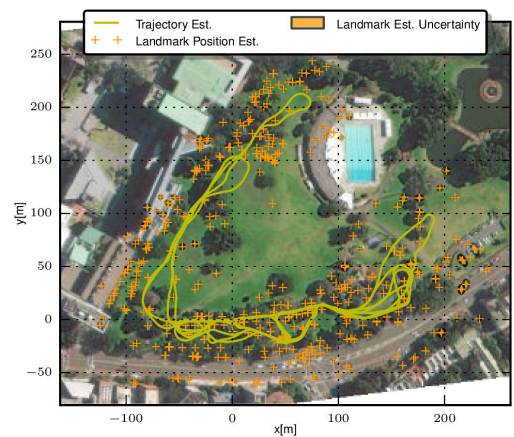 Trajectory Est.
Landmark Position Est.
Landmark Est. Uncertainty
250
200
150
100
50
0
−50
−100
0
100
200
y[m]
x[m]